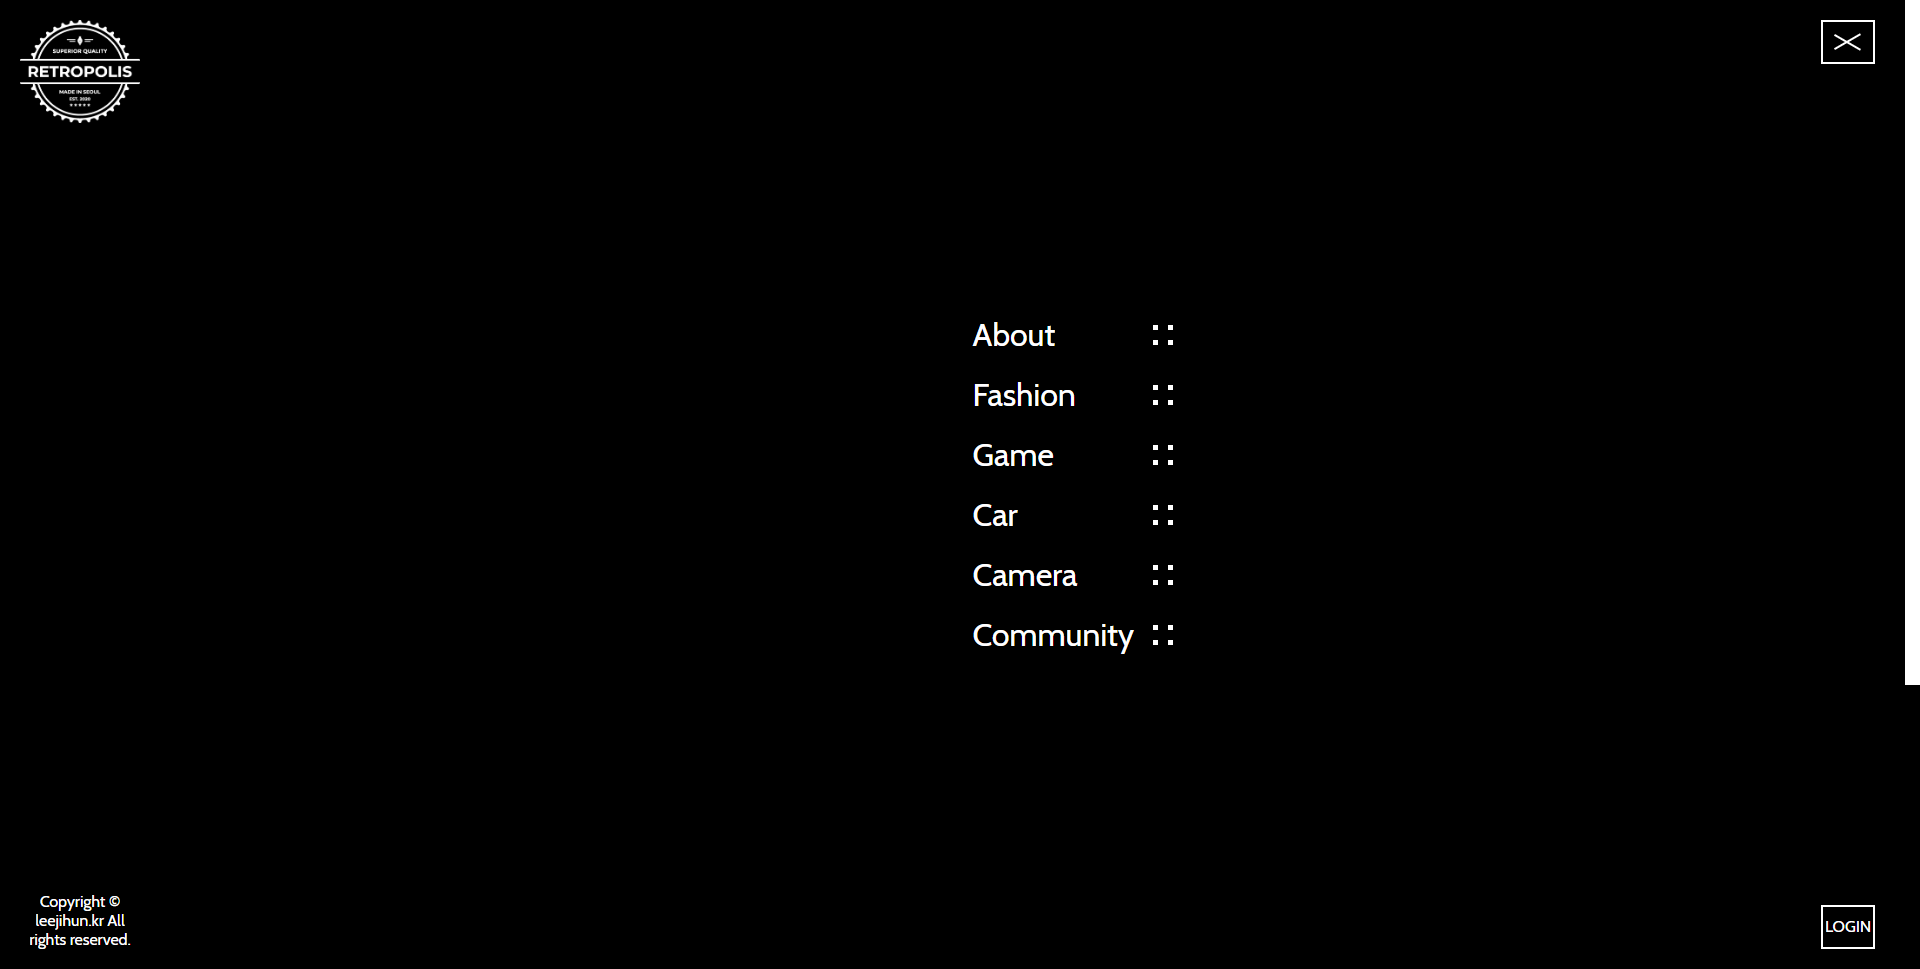 SUPERIOR QUALITY
RETROPOLIS
MADE IN SEOUL
EST. 2020
About
Fashion
Game
Car
Camera
Community
Copyright ©
leejihun.kr All
rights reserved.
LOGIN